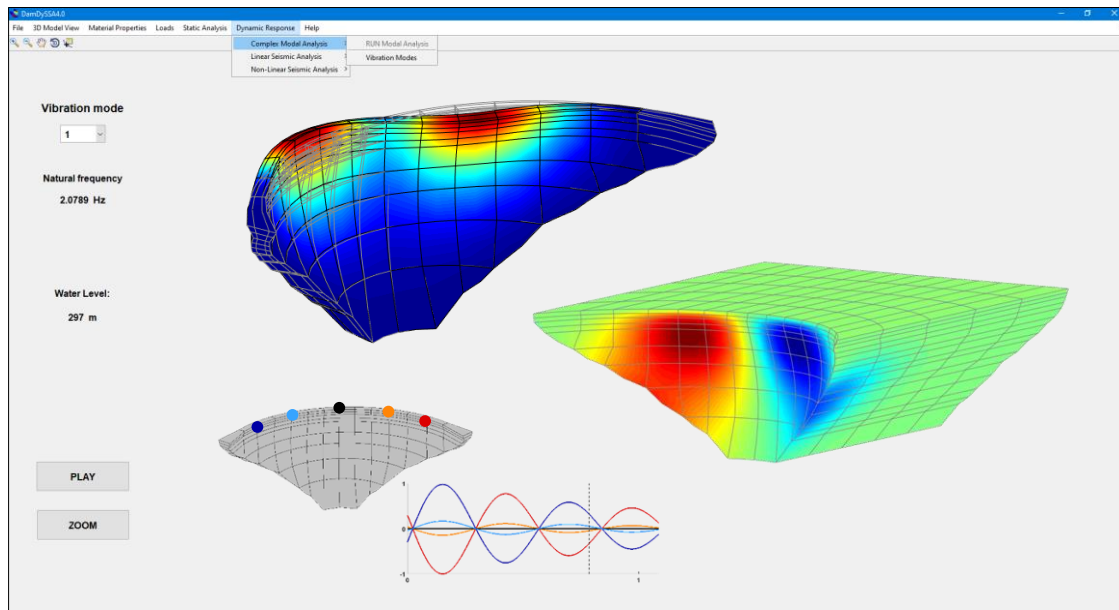 DamDySSA4.0
File 3D Model View Material Properties Loads Static Analysis Dynamic Response Help
Complex Modal Analysis > RUN Modal Analysis
Linear Seismic Analysis > Vibration Modes
Non-Linear Seismic Analysis >
Vibration mode
1
Natural frequency
2.0789 Hz
Water Level:
297 m
PLAY
ZOOM
1
0
-1
0 1